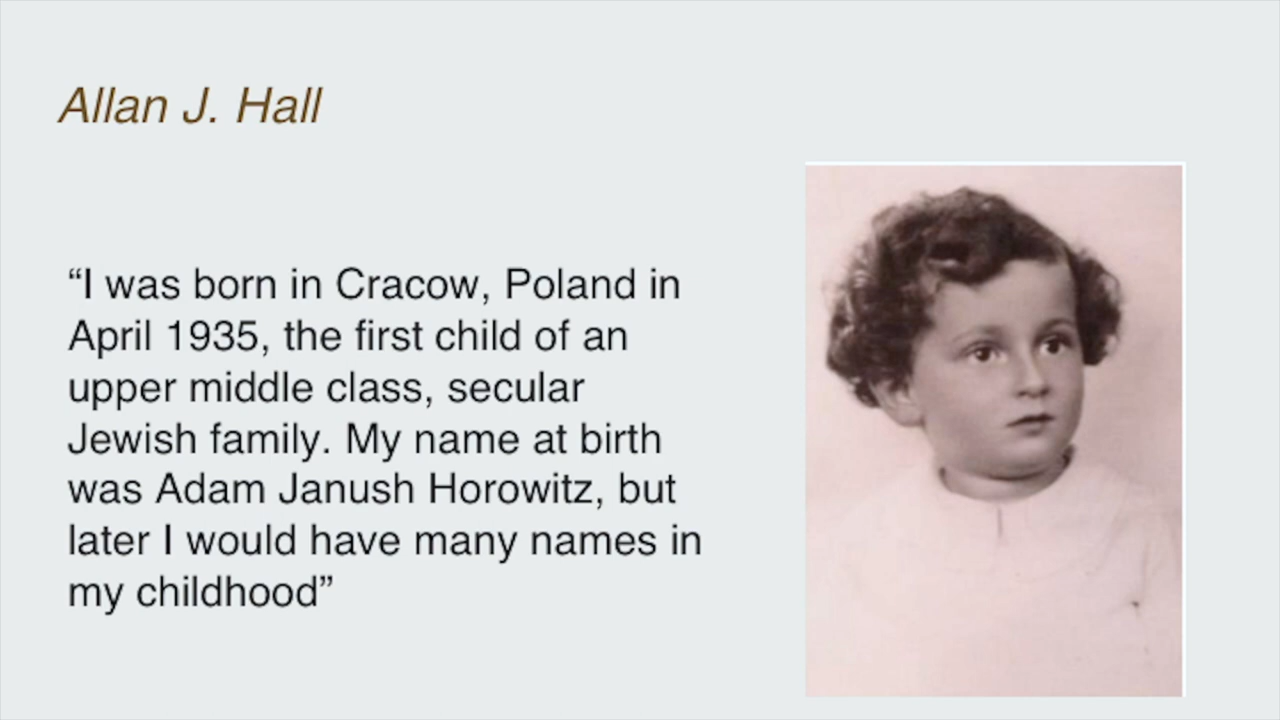 Allan J. Hall
“I was born in Cracow, Poland in
April 1935, the first child of an
upper middle class, secular
Jewish family. My name at birth
was Adam Janush Horowitz, but
later I would have many names in
my childhood”